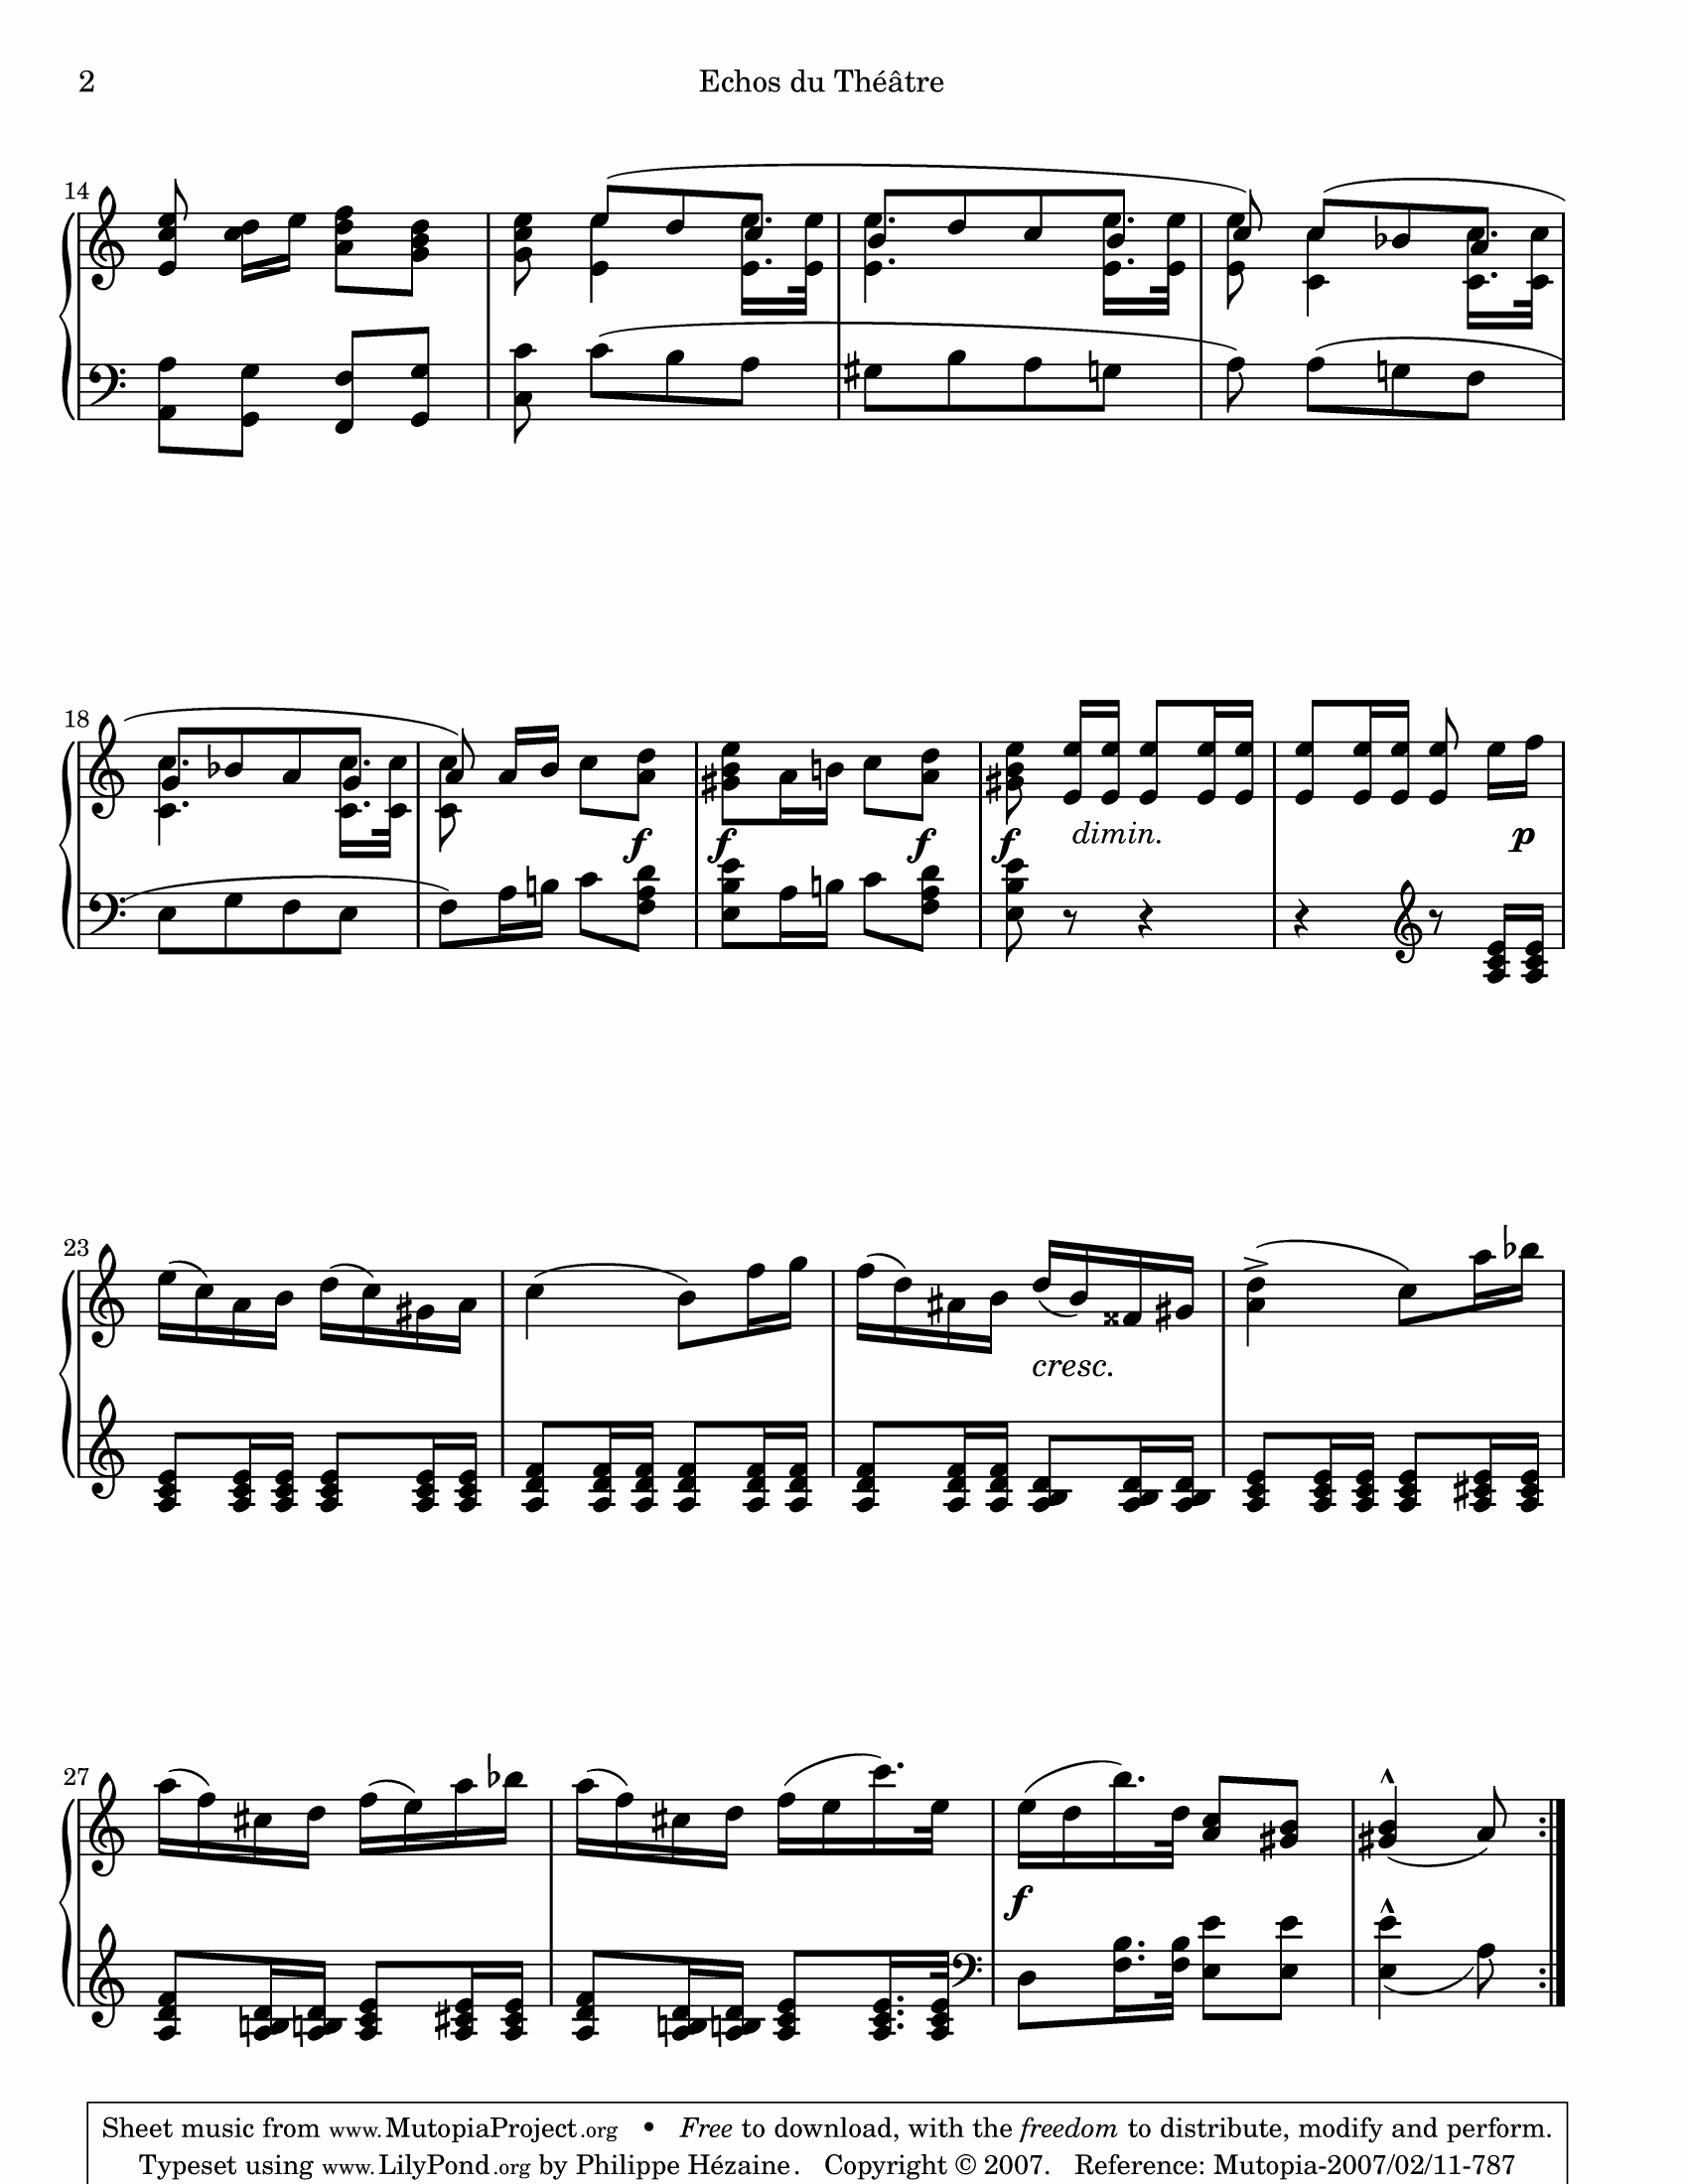 2 Echos du Théâtre
14
18
f f f f dimin. p
23
cresc.
27
f
Sheet music from www.MutopiaProject.org • Free to download, with the freedom to distribute, modify and perform.
Typeset using www.LilyPond.org by Philippe Hézaine. Copyright © 2007. Reference: Mutopia-2007/02/11-787